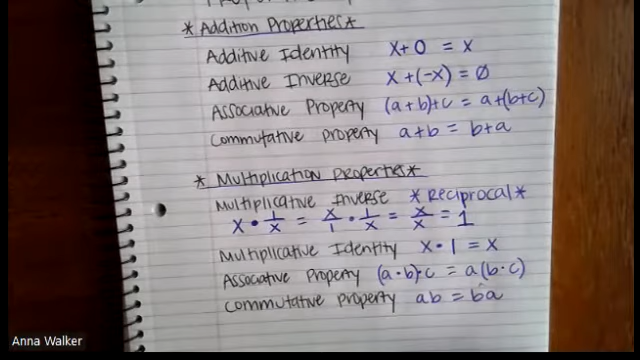 * Addition Properties *
Additive Identity x + 0 = x
Additive Inverse x + (-x) = 0
Associative Property (a+b)+c = a+(b+c)
Commutative property a+b = b+a
* Multiplication Properties *
Multiplicative Inverse * Reciprocal *
x • 1/x = x/1 • 1/x = x/x = 1
Multiplicative Identity x • 1 = x
Associative Property (a·b)·c = a(b·c)
Commutative property ab = ba
Anna Walker